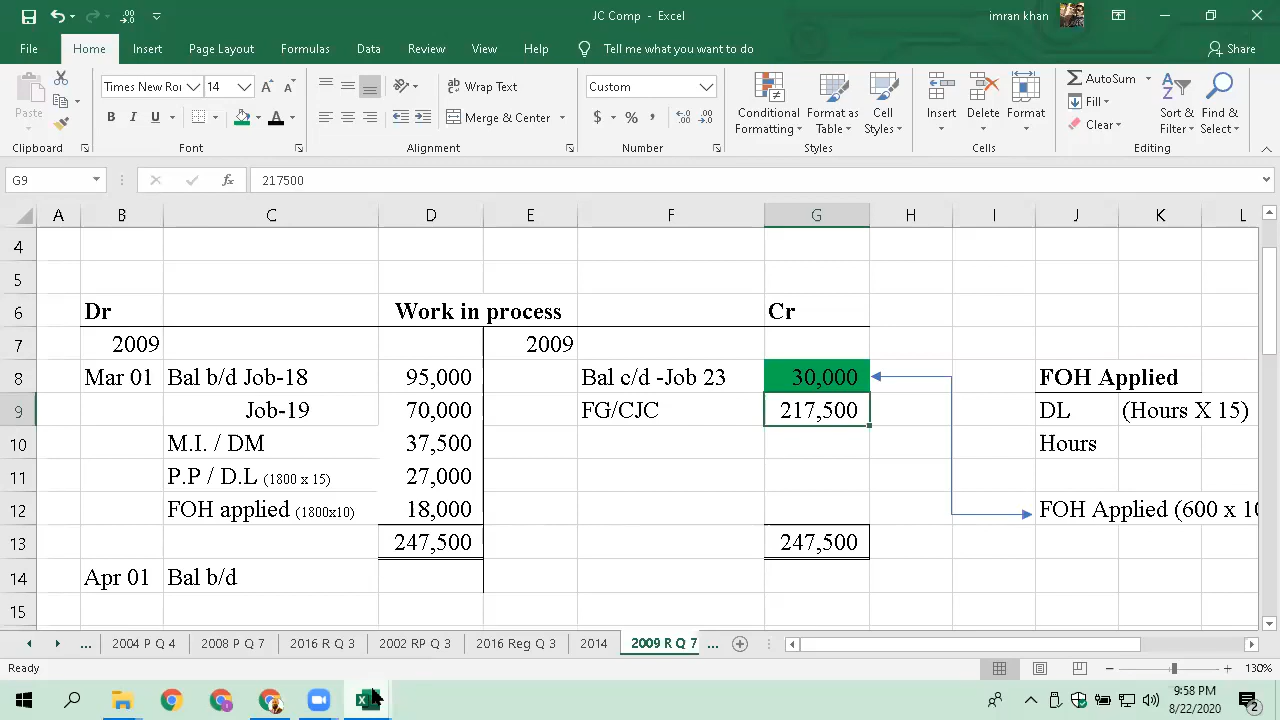 JC Comp - Excel
imran khan
File Home Insert Page Layout Formulas Data Review View Help Tell me what you want to do Share
Paste
Times New Roi 14
B I U
Wrap Text
Merge & Center
Custom
$ % ,
Conditional Formatting
Format as Table
Cell Styles
Insert Delete Format
AutoSum
Fill
Clear
Sort & Filter
Find & Select
Clipboard Font Alignment Number Styles Cells Editing
G9 fx 217500
A B C D E F G H I J K L
4
5
6 Dr Work in process Cr
7 2009 2009
8 Mar 01 Bal b/d Job-18 95,000 Bal c/d -Job 23 30,000 FOH Applied
9 Job-19 70,000 FG/CJC 217,500 DL (Hours X 15)
10 M.I. / DM 37,500 Hours
11 P.P / D.L (1800 x 15) 27,000
12 FOH applied (1800x10) 18,000 FOH Applied (600 x 10
13 247,500 247,500
14 Apr 01 Bal b/d
15
... 2004 P Q 4 2008 P Q 7 2016 R Q 3 2002 RP Q 3 2016 Reg Q 3 2014 2009 R Q 7 ...
Ready 130%
9:58 PM
8/22/2020
2